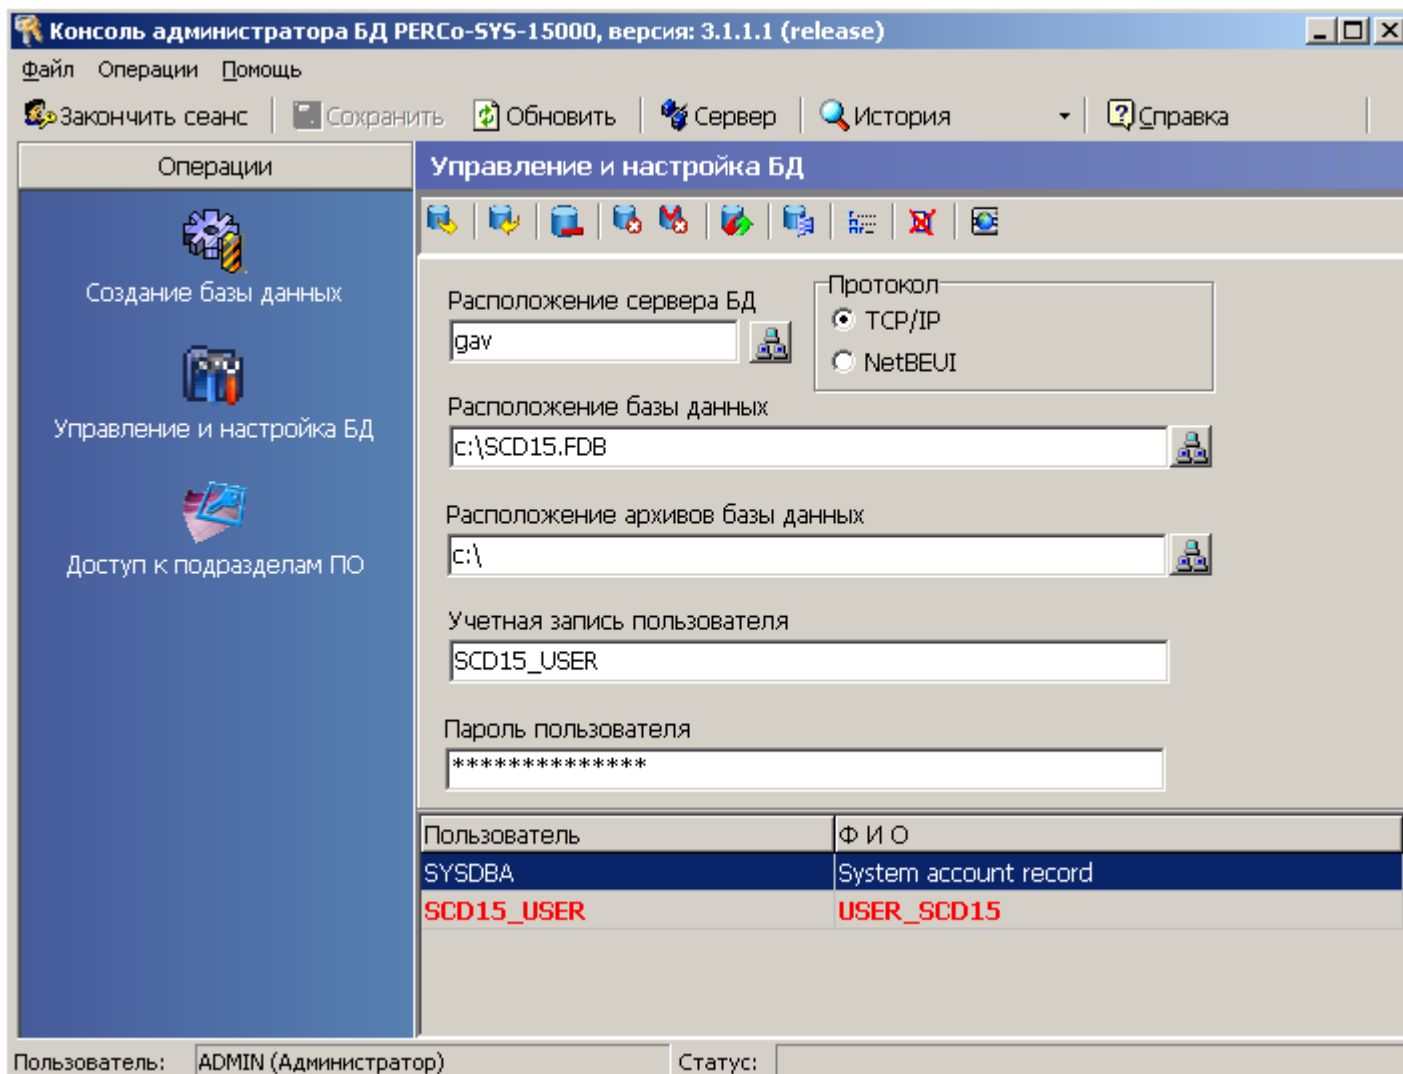 Консоль администратора БД PERCo-SYS-15000, версия: 3.1.1.1 (release)
Файл Операции Помощь
Закончить сеанс Сохранить Обновить Сервер История Справка
Операции
Управление и настройка БД
Создание базы данных
Управление и настройка БД
Доступ к подразделам ПО
Расположение сервера БД
gav
Протокол
TCP/IP
NetBEUI
Расположение базы данных
c:\SCD15.FDB
Расположение архивов базы данных
c:\
Учетная запись пользователя
SCD15_USER
Пароль пользователя
**************
Пользователь Ф И О
SYSDBA System account record
SCD15_USER USER_SCD15
Пользователь: ADMIN (Администратор) Статус: